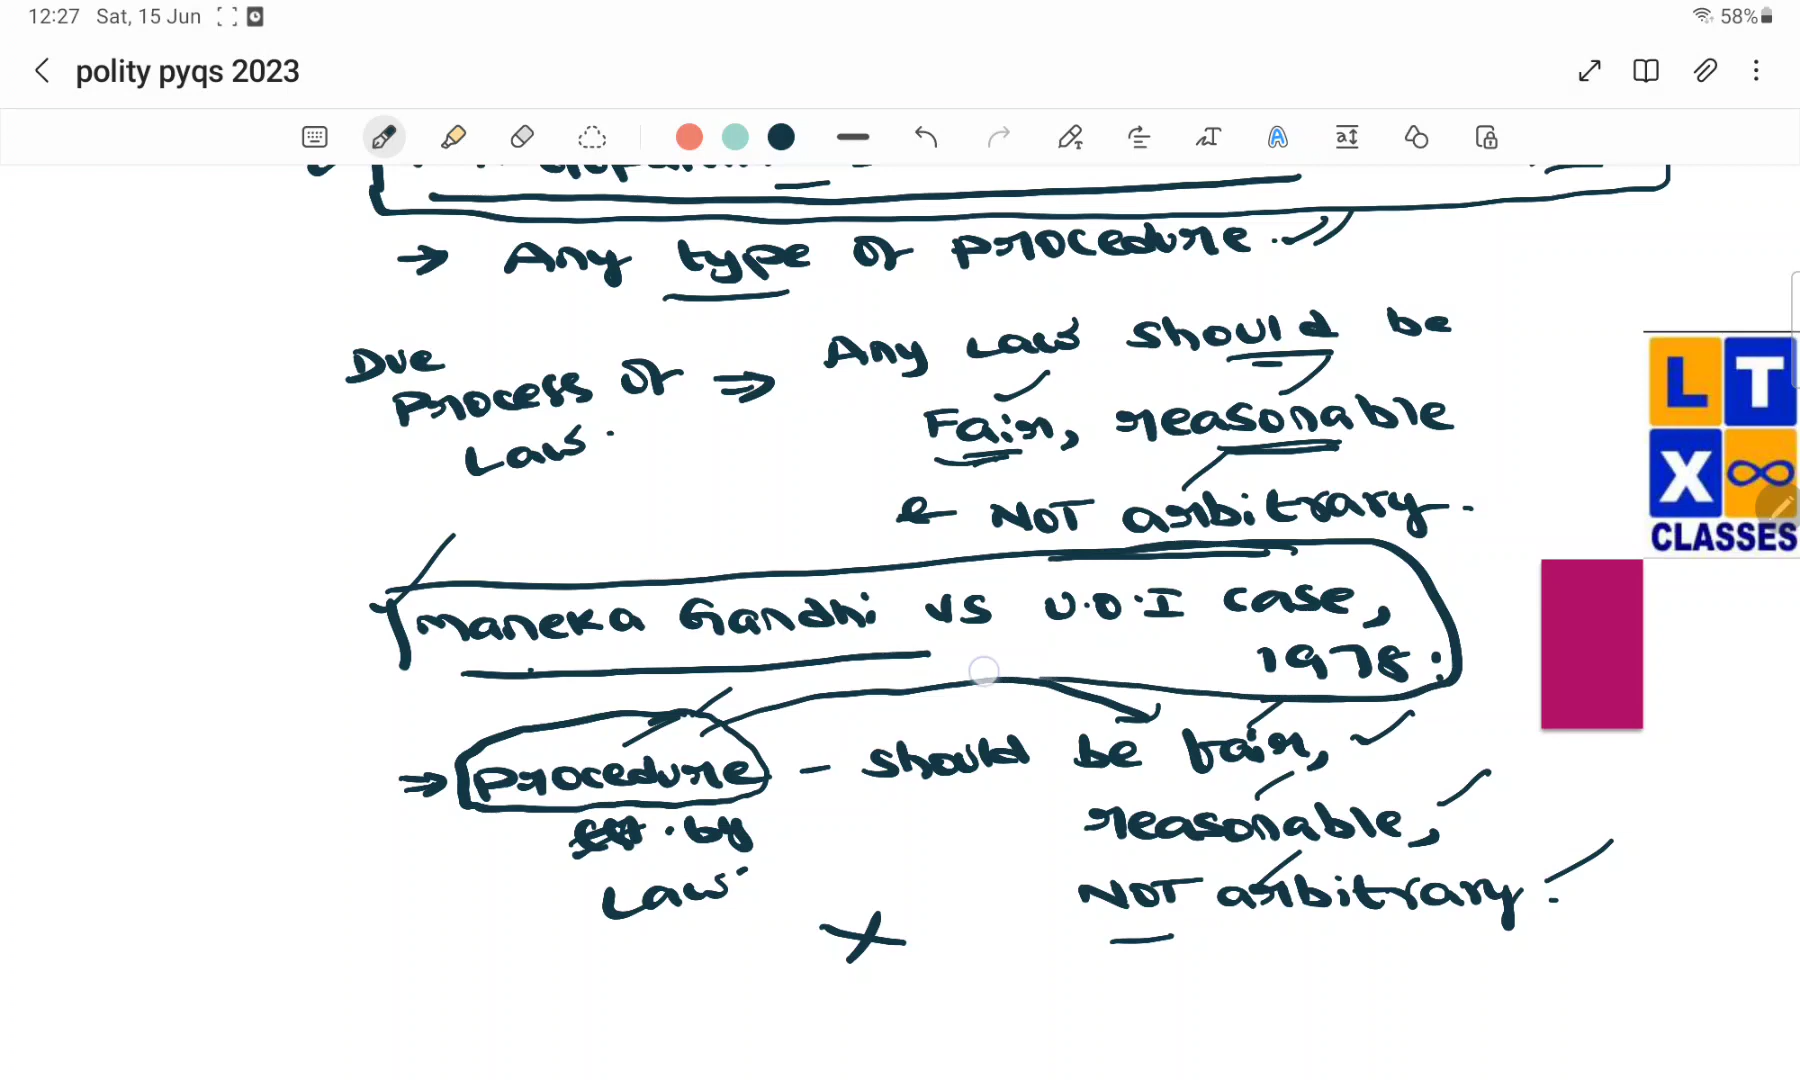 12:27 Sat, 15 Jun
58%
polity pyqs 2023
→ Any type of procedure.
Due Process of Law. ⇒ Any Law should be
Fair, reasonable
& NOT arbitrary.
Maneka Gandhi vs U.O.I case,
1978.
⇒ procedure - should be fair,
est. by reasonable,
Law. NOT arbitrary.
L T
X ∞
CLASSES